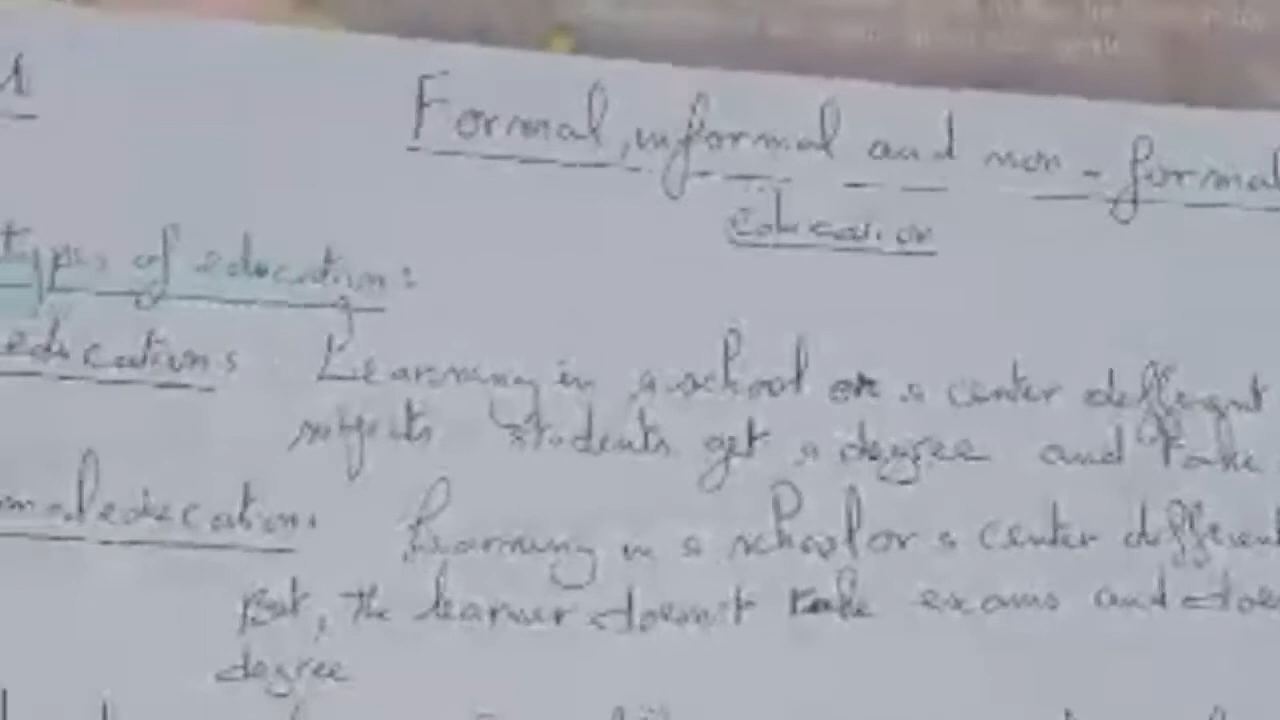 Formal, informal and non-formal
education
types of education:
education: Learning in a school or a center different
subjects students get a degree and take
education: Learning in a school or a center different
But, the learner doesn't take exams and doe
degree